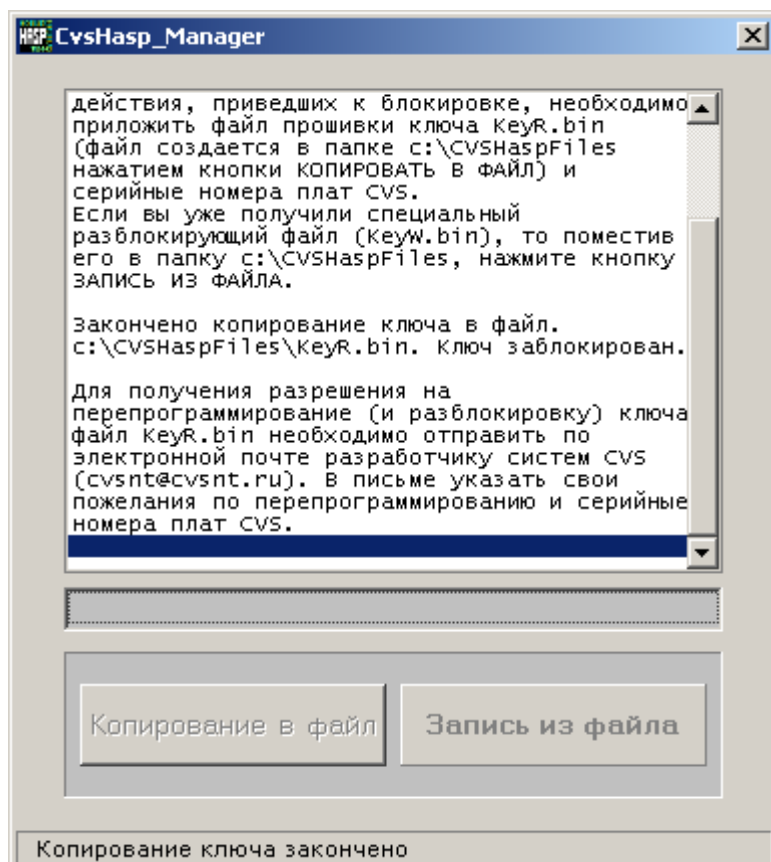 CvsHasp_Manager
действия, приведших к блокировке, необходимо
приложить файл прошивки ключа KeyR.bin
(файл создается в папке c:\CVSHaspFiles
нажатием кнопки КОПИРОВАТЬ В ФАЙЛ) и
серийные номера плат CVS.
Если вы уже получили специальный
разблокирующий файл (KeyW.bin), то поместив
его в папку c:\CVSHaspFiles, нажмите кнопку
ЗАПИСЬ ИЗ ФАЙЛА.
Закончено копирование ключа в файл.
c:\CVSHaspFiles\KeyR.bin. Ключ заблокирован.
Для получения разрешения на
перепрограммирование (и разблокировку) ключа
файл KeyR.bin необходимо отправить по
электронной почте разработчику систем CVS
(cvsnt@cvsnt.ru). В письме указать свои
пожелания по перепрограммированию и серийные
номера плат CVS.
Копирование в файл
Запись из файла
Копирование ключа закончено